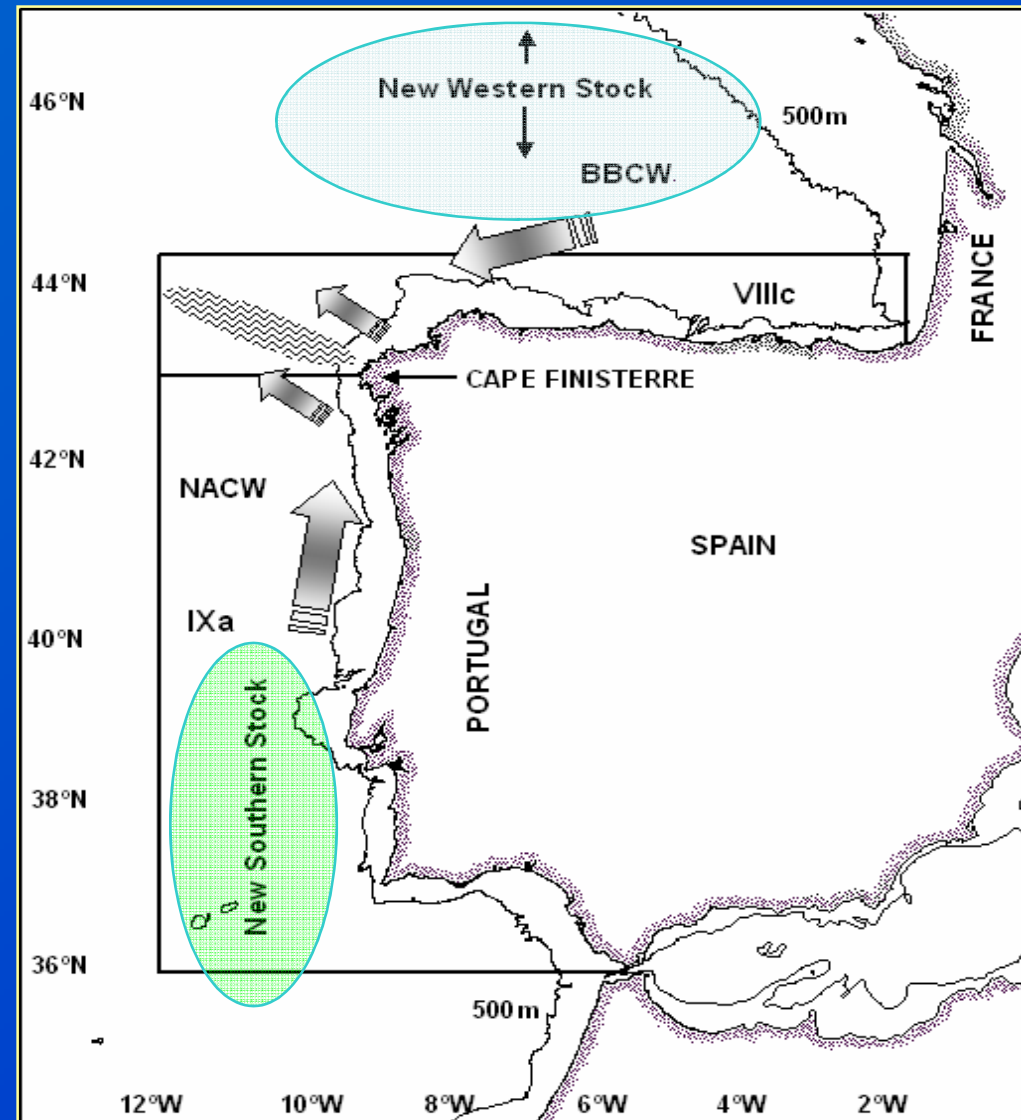 46°N
New Western Stock
500m
BBCW
44°N
VIIIc
FRANCE
CAPE FINISTERRE
42°N
NACW
SPAIN
PORTUGAL
IXa
40°N
New Southern Stock
38°N
36°N
500m
12°W 10°W 8°W 6°W 4°W 2°W